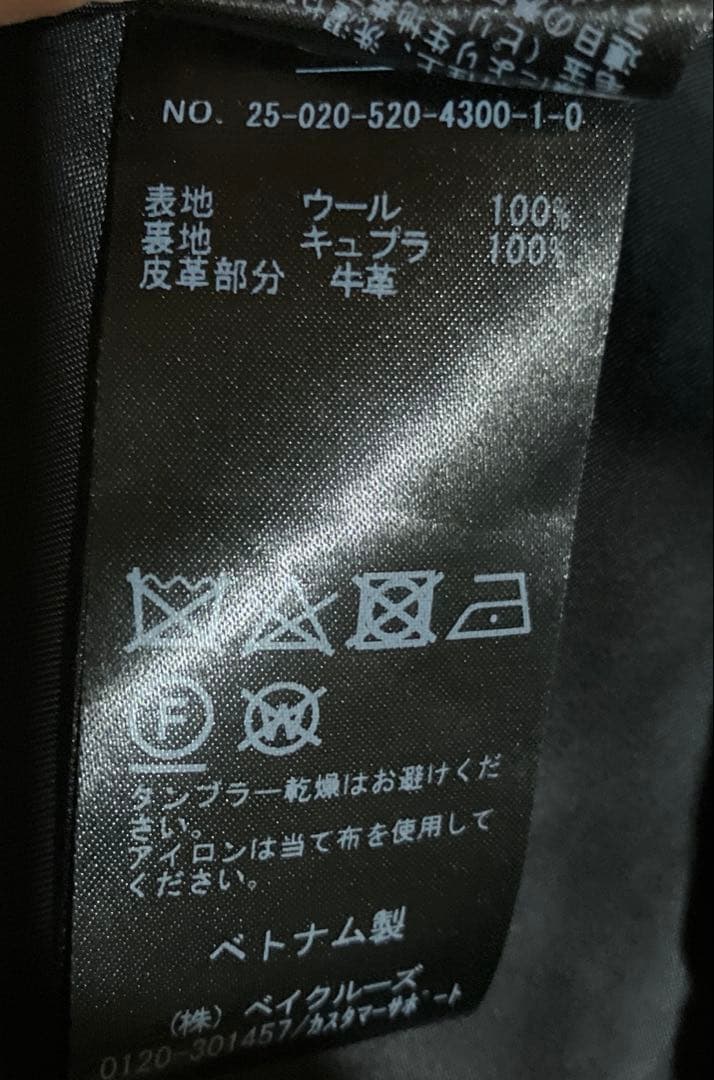 NO. 25-020-520-4300-1-0
表地 ウール 100%
裏地 キュプラ 100%
皮革部分 牛革
F
W
タンブラー乾燥はお避けくだ
さい。
アイロンは当て布を使用して
ください。
ベトナム製
(株) ベイクルーズ
0120-301457/カスタマーサポート